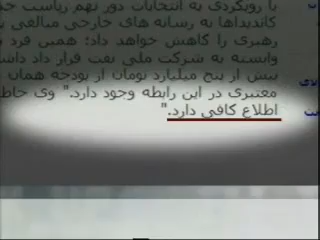 با رویکردی به انتخابات دور نهم ریاست جم
کاندیداها به رسانه های خارجی مبالغی
رهبری را کاهش خواهد داد؛ همین فرد
وابسته به شرکت ملی نفت قرار داد داشت
بیش از پنج میلیارد تومان از بودجه همان
معتبری در این رابطه وجود دارد." وی خاط
اطلاع کافی دارد."